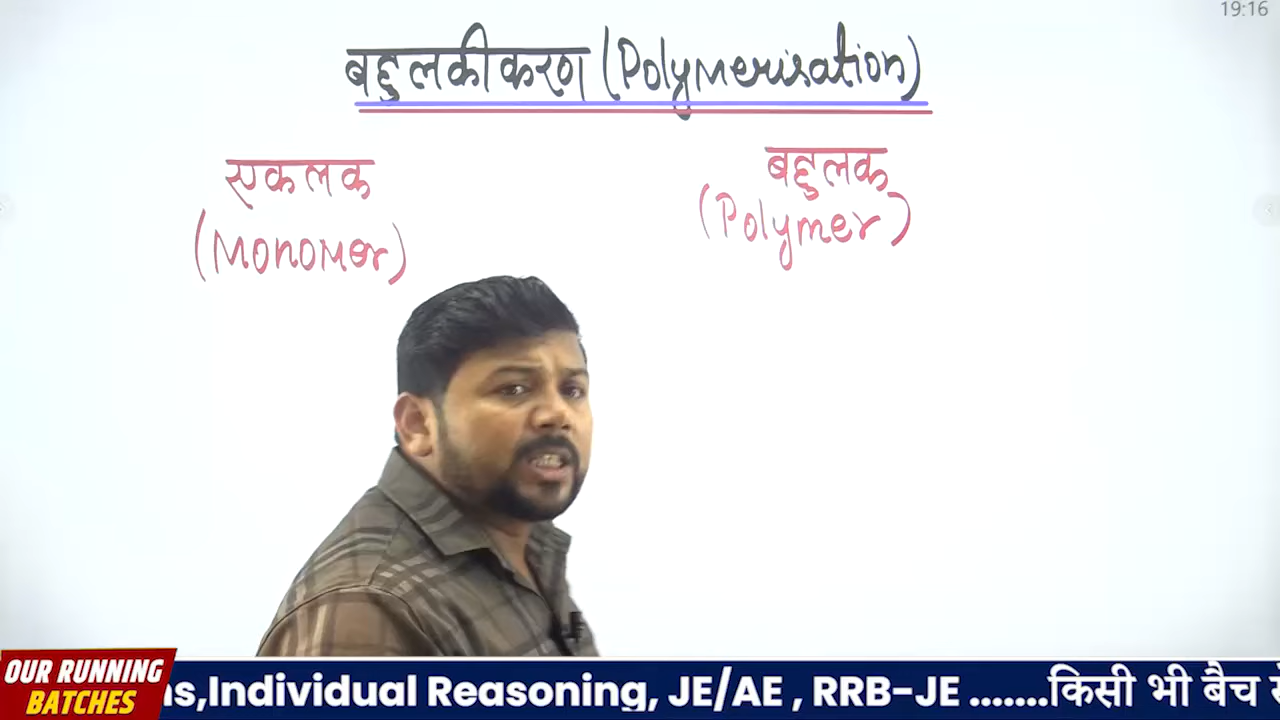 19:16
बहुलकीकरण (Polymerisation)
एकलक
(Monomer)
बहुलक
(Polymer)
OUR RUNNING
BATCHES
s,Individual Reasoning, JE/AE , RRB-JE .......किसी भी बैच